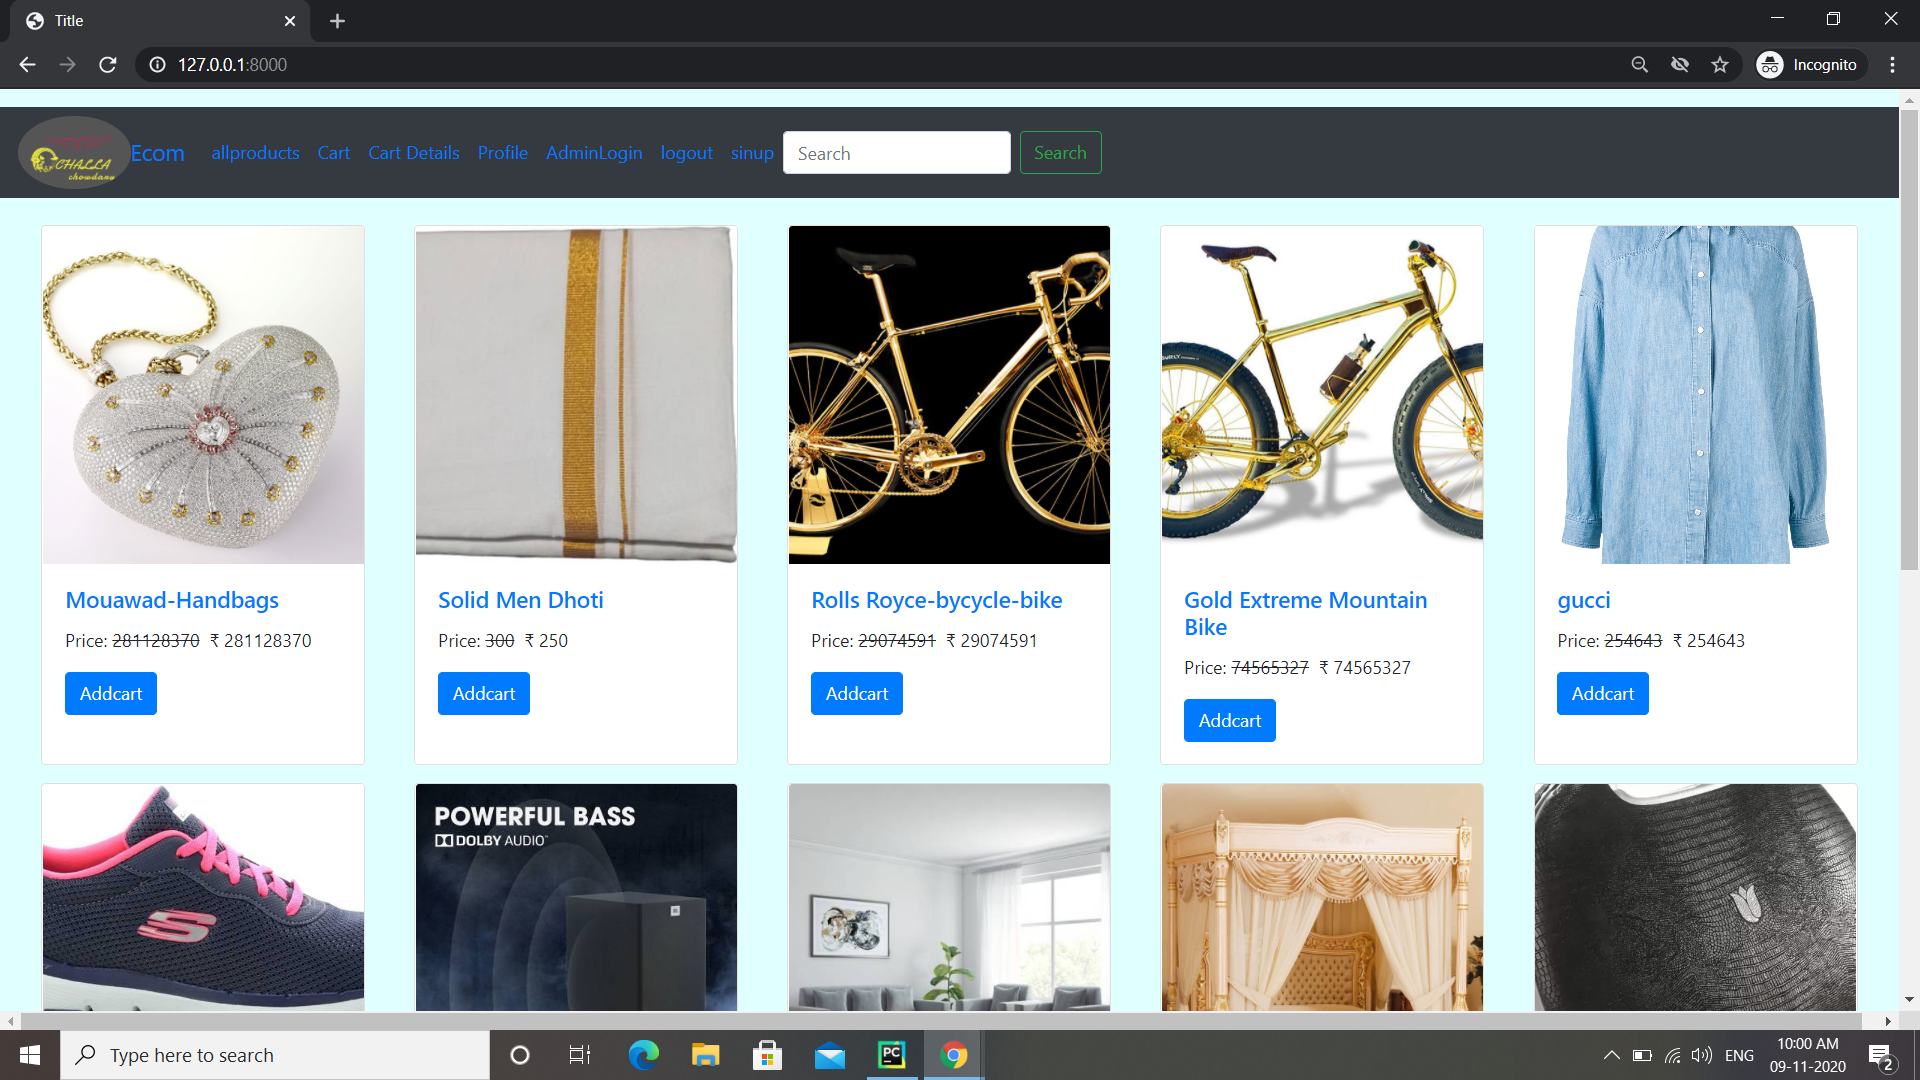 Title
127.0.0.1:8000
Incognito
CHALLA
chowdary
Ecom allproducts Cart Cart Details Profile AdminLogin logout sinup Search Search
Mouawad-Handbags
Price: 281128370 ₹ 281128370
Addcart
Solid Men Dhoti
Price: 300 ₹ 250
Addcart
Rolls Royce-bycycle-bike
Price: 29074591 ₹ 29074591
Addcart
Gold Extreme Mountain
Bike
Price: 74565327 ₹ 74565327
Addcart
gucci
Price: 254643 ₹ 254643
Addcart
POWERFUL BASS
DOLBY AUDIO
Type here to search
PC
ENG
10:00 AM
09-11-2020
2